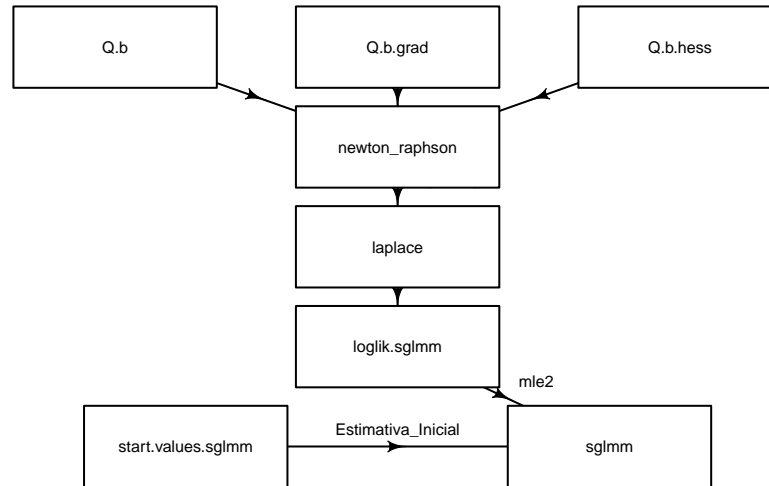 Q.b
Q.b.grad
Q.b.hess
newton_raphson
laplace
loglik.sglmm
mle2
start.values.sglmm
Estimativa_Inicial
sglmm